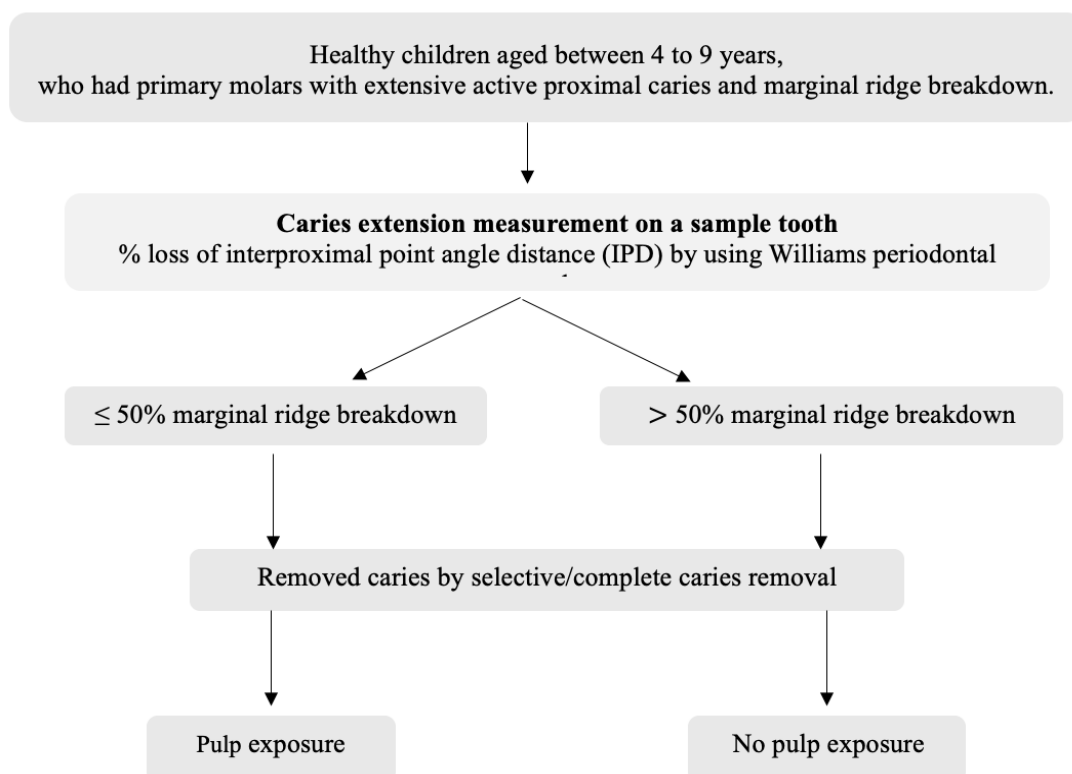 Healthy children aged between 4 to 9 years,
who had primary molars with extensive active proximal caries and marginal ridge breakdown.
Caries extension measurement on a sample tooth
% loss of interproximal point angle distance (IPD) by using Williams periodontal
≤ 50% marginal ridge breakdown
> 50% marginal ridge breakdown
Removed caries by selective/complete caries removal
Pulp exposure
No pulp exposure